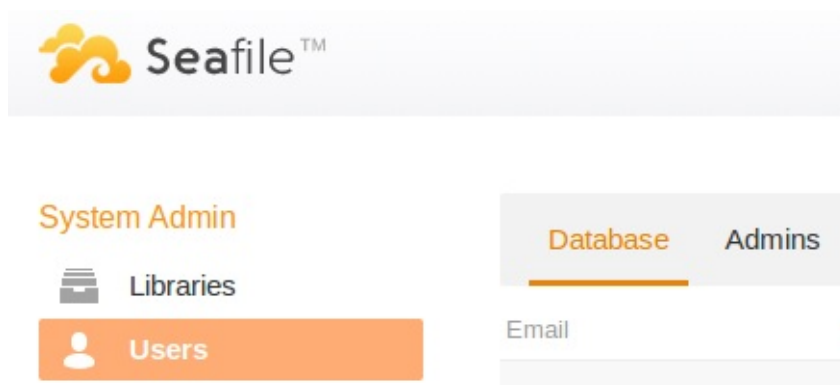 Seafile™
System Admin
Libraries
Users
Database Admins
Email